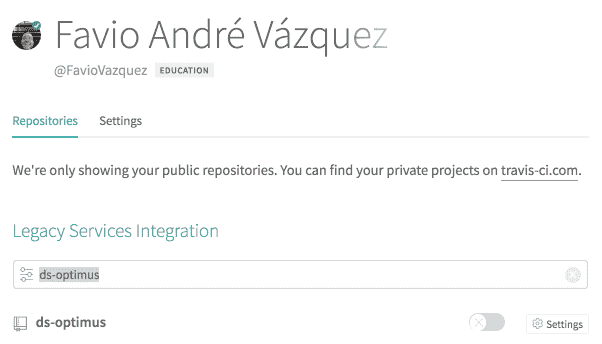 Favio André Vázquez
@FavioVazquez EDUCATION
Repositories Settings
We're only showing your public repositories. You can find your private projects on travis-ci.com.
Legacy Services Integration
ds-optimus
ds-optimus Settings